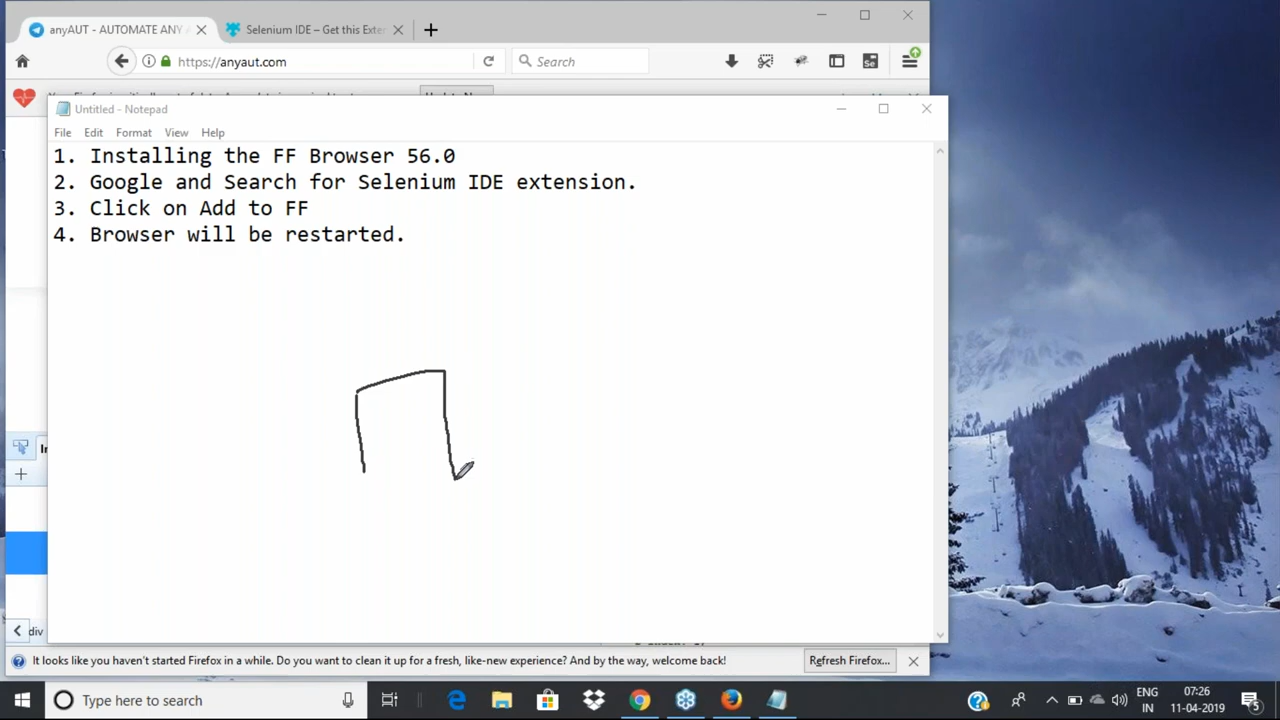 anyAUT - AUTOMATE ANY A
Selenium IDE – Get this Exte
https://anyaut.com
Search
Untitled - Notepad
File Edit Format View Help
1. Installing the FF Browser 56.0
2. Google and Search for Selenium IDE extension.
3. Click on Add to FF
4. Browser will be restarted.
In
div
It looks like you haven't started Firefox in a while. Do you want to clean it up for a fresh, like-new experience? And by the way, welcome back!
Refresh Firefox...
Type here to search
ENG
IN
07:26
11-04-2019
5